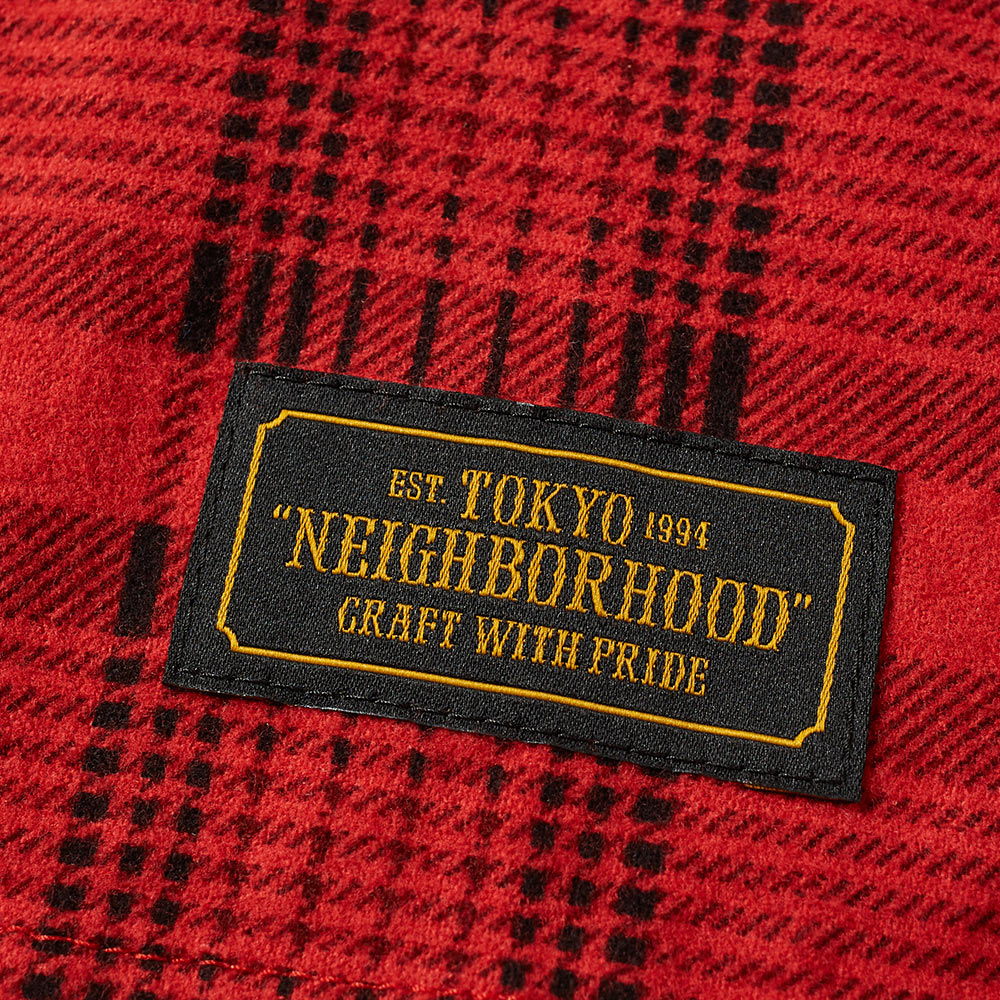 EST. TOKYO 1994
“NEIGHBORHOOD”
CRAFT WITH PRIDE